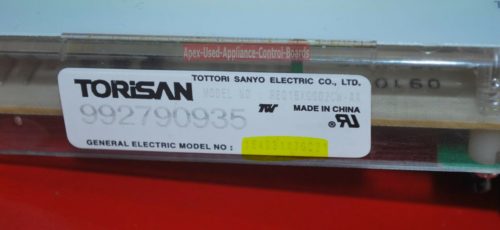 Apex-Used-Appliance-Control-Boards
TOTTORI SANYO ELECTRIC CO., LTD.
TORiSAN MODEL NO
992790935 MADE IN CHINA
GENERAL ELECTRIC MODEL NO :
0160